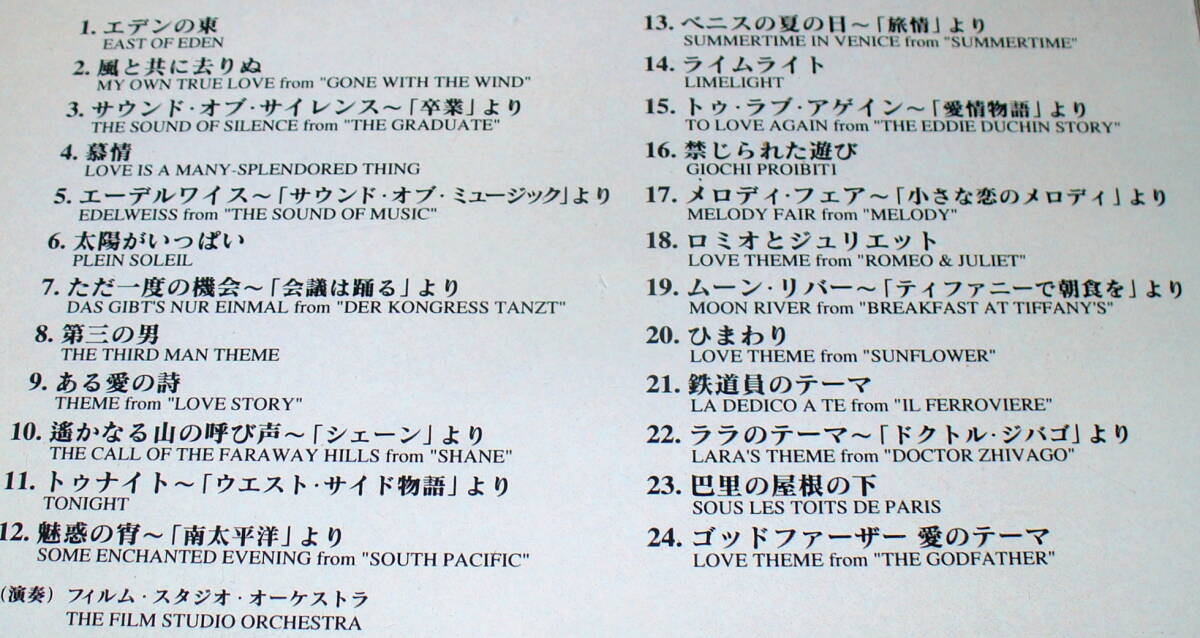 1. エデンの東
EAST OF EDEN
2. 風と共に去りぬ
MY OWN TRUE LOVE from "GONE WITH THE WIND"
3. サウンド・オブ・サイレンス～「卒業」より
THE SOUND OF SILENCE from "THE GRADUATE"
4. 慕情
LOVE IS A MANY-SPLENDORED THING
5. エーデルワイス～「サウンド・オブ・ミュージック」より
EDELWEISS from "THE SOUND OF MUSIC"
6. 太陽がいっぱい
PLEIN SOLEIL
7. ただ一度の機会～「会議は踊る」より
DAS GIBT'S NUR EINMAL from "DER KONGRESS TANZT"
8. 第三の男
THE THIRD MAN THEME
9. ある愛の詩
THEME from "LOVE STORY"
10. 遙かなる山の呼び声～「シェーン」より
THE CALL OF THE FARAWAY HILLS from "SHANE"
11. トゥナイト～「ウエスト・サイド物語」より
TONIGHT
12. 魅惑の宵～「南太平洋」より
SOME ENCHANTED EVENING from "SOUTH PACIFIC"
(演奏) フィルム・スタジオ・オーケストラ
THE FILM STUDIO ORCHESTRA
13. ベニスの夏の日～「旅情」より
SUMMERTIME IN VENICE from "SUMMERTIME"
14. ライムライト
LIMELIGHT
15. トゥ・ラブ・アゲイン～「愛情物語」より
TO LOVE AGAIN from "THE EDDIE DUCHIN STORY"
16. 禁じられた遊び
GIOCHI PROIBIT1
17. メロディ・フェア～「小さな恋のメロディ」より
MELODY FAIR from "MELODY"
18. ロミオとジュリエット
LOVE THEME from "ROMEO & JULIET"
19. ムーン・リバー～「ティファニーで朝食を」より
MOON RIVER from "BREAKFAST AT TIFFANY'S"
20. ひまわり
LOVE THEME from "SUNFLOWER"
21. 鉄道員のテーマ
LA DEDICO A TE from "IL FERROVIERE"
22. ララのテーマ～「ドクトル・ジバゴ」より
LARA'S THEME from "DOCTOR ZHIVAGO"
23. 巴里の屋根の下
SOUS LES TOITS DE PARIS
24. ゴッドファーザー 愛のテーマ
LOVE THEME from "THE GODFATHER"